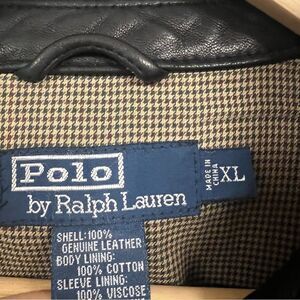 Polo
by Ralph Lauren
MADE IN
CHINA
XL
SHELL:100%
GENUINE LEATHER
BODY LINING:
100% COTTON
SLEEVE LINING:
100% VISCOSE